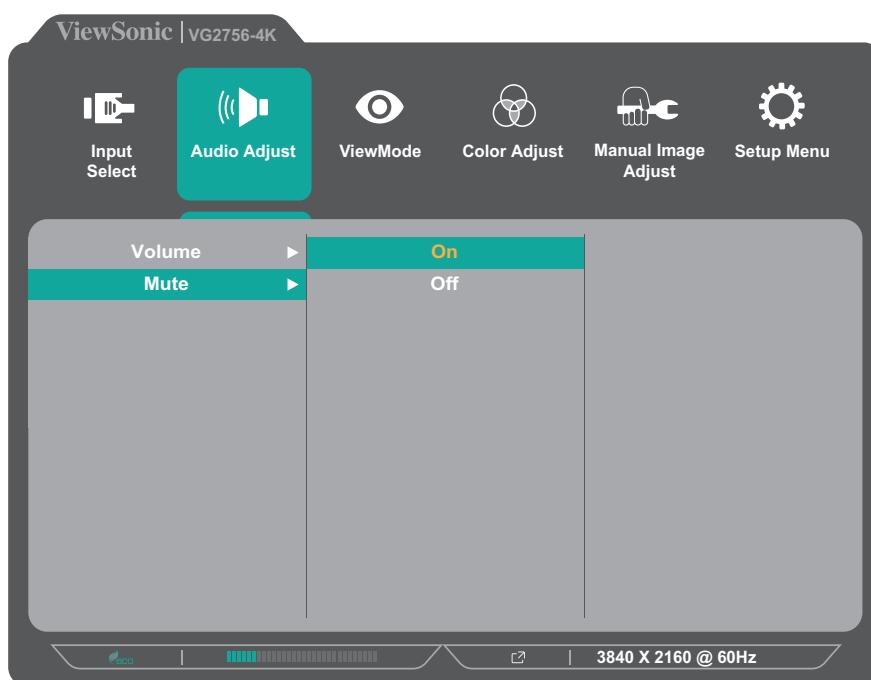 ViewSonic | VG2756-4K
Input Select
Audio Adjust
ViewMode
Color Adjust
Manual Image Adjust
Setup Menu
Volume
On
Mute
Off
eco
3840 X 2160 @ 60Hz